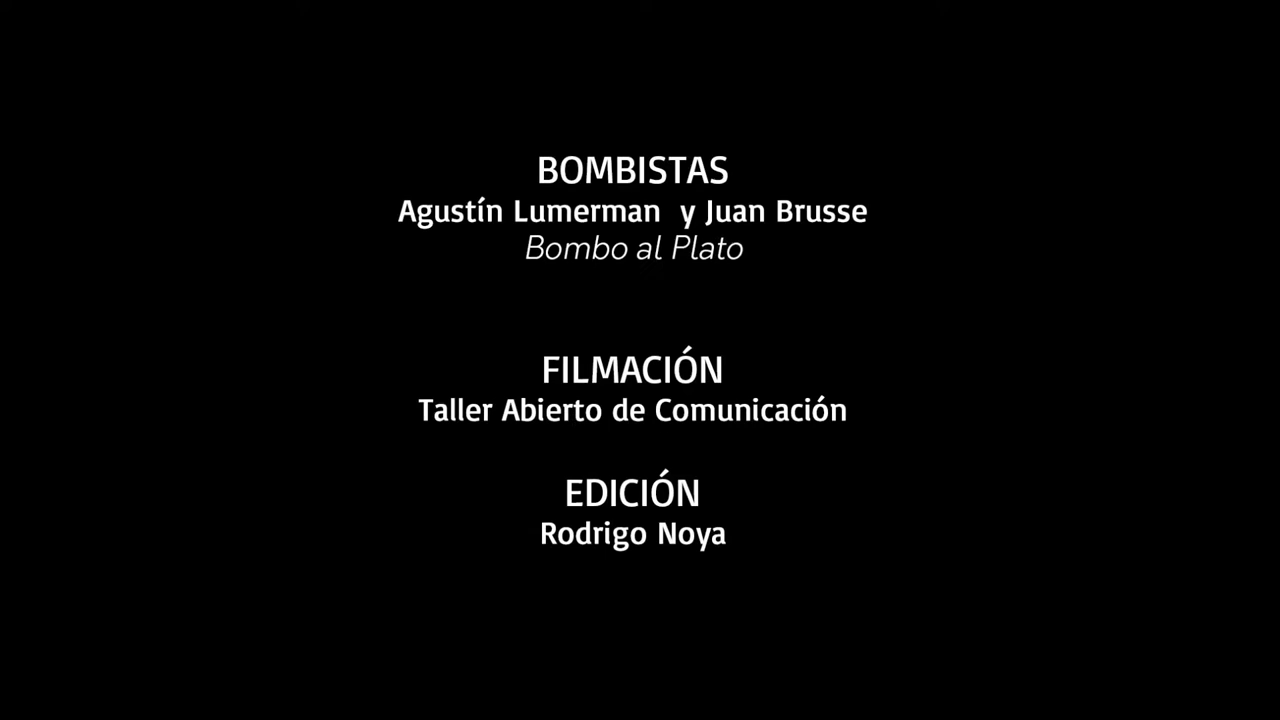 BOMBISTAS
Agustín Lumerman y Juan Brusse
Bombo al Plato
FILMACIÓN
Taller Abierto de Comunicación
EDICIÓN
Rodrigo Noya